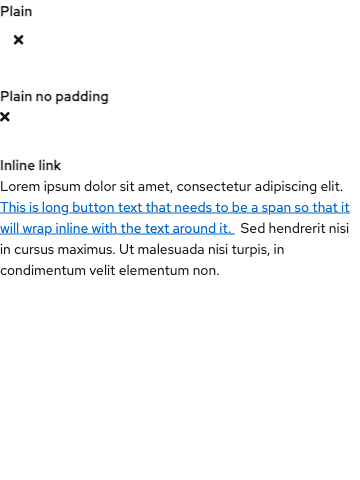 Plain
Plain no padding
Inline link
Lorem ipsum dolor sit amet, consectetur adipiscing elit.
This is long button text that needs to be a span so that it
will wrap inline with the text around it. Sed hendrerit nisi
in cursus maximus. Ut malesuada nisi turpis, in
condimentum velit elementum non.